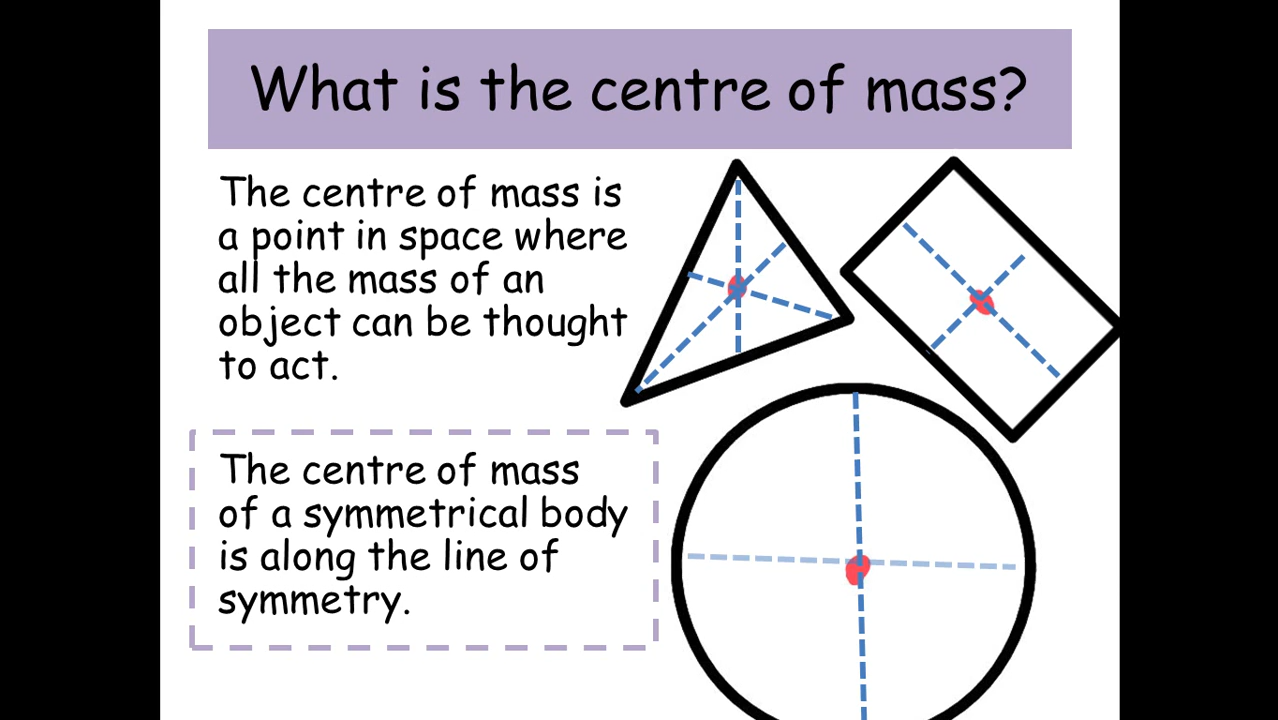 What is the centre of mass?
The centre of mass is
a point in space where
all the mass of an
object can be thought
to act.
The centre of mass
of a symmetrical body
is along the line of
symmetry.